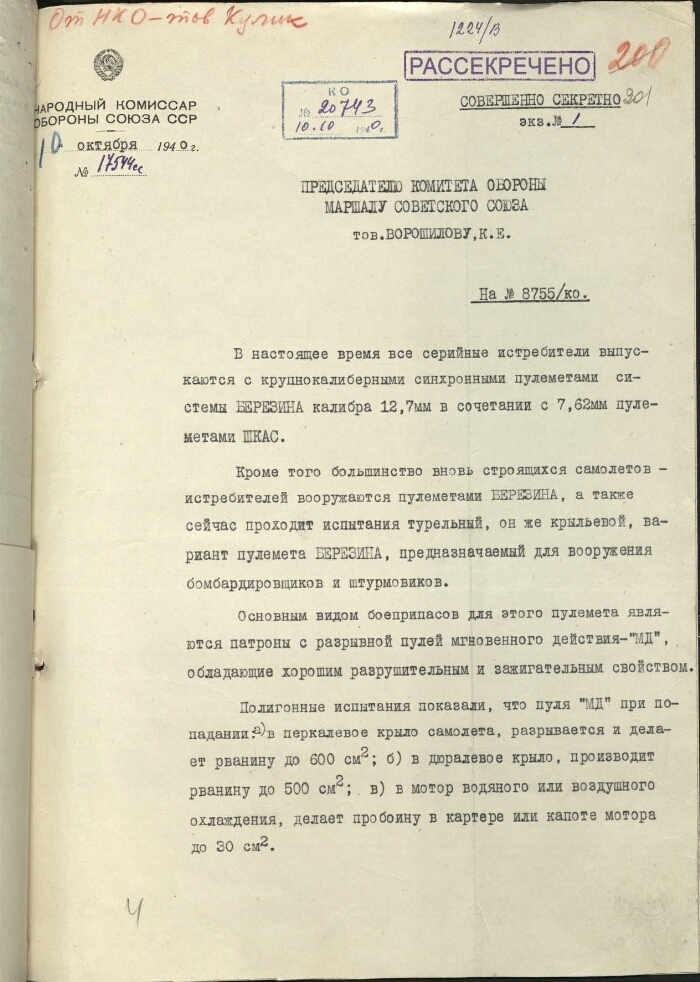 От НКО – тов Кулик
1224/в
РАССЕКРЕЧЕНО
200
НАРОДНЫЙ КОМИССАР
ОБОРОНЫ СОЮЗА ССР
10 октября 1940 г.
№ 17544сс
КО
№ 20743
10.10 1940г.
СОВЕРШЕННО СЕКРЕТНО
201
экз.№ 1
ПРЕДСЕДАТЕЛЮ КОМИТЕТА ОБОРОНЫ
МАРШАЛУ СОВЕТСКОГО СОЮЗА
тов.ВОРОШИЛОВУ,К.Е.
На № 8755/ко.
В настоящее время все серийные истребители выпус-
каются с крупнокалиберными синхронными пулеметами си-
стемы БЕРЕЗИНА калибра 12,7мм в сочетании с 7,62мм пуле-
метами ШКАС.
Кроме того большинство вновь строящихся самолетов -
истребителей вооружаются пулеметами БЕРЕЗИНА, а также
сейчас проходит испытания турельный, он же крыльевой, ва-
риант пулемета БЕРЕЗИНА, предназначаемый для вооружения
бомбардировщиков и штурмовиков.
Основным видом боеприпасов для этого пулемета явля-
ются патроны с разрывной пулей мгновенного действия-"МД",
обладающие хорошим разрушительным и зажигательным свойством.
Полигонные испытания показали, что пуля "МД" при по-
падании: а) в перкалевое крыло самолета, разрывается и дела-
ет рванину до 600 см2; б) в дюралевое крыло, производит
рванину до 500 см2; в) в мотор водяного или воздушного
охлаждения, делает пробоину в картере или капоте мотора
до 30 см2.
4